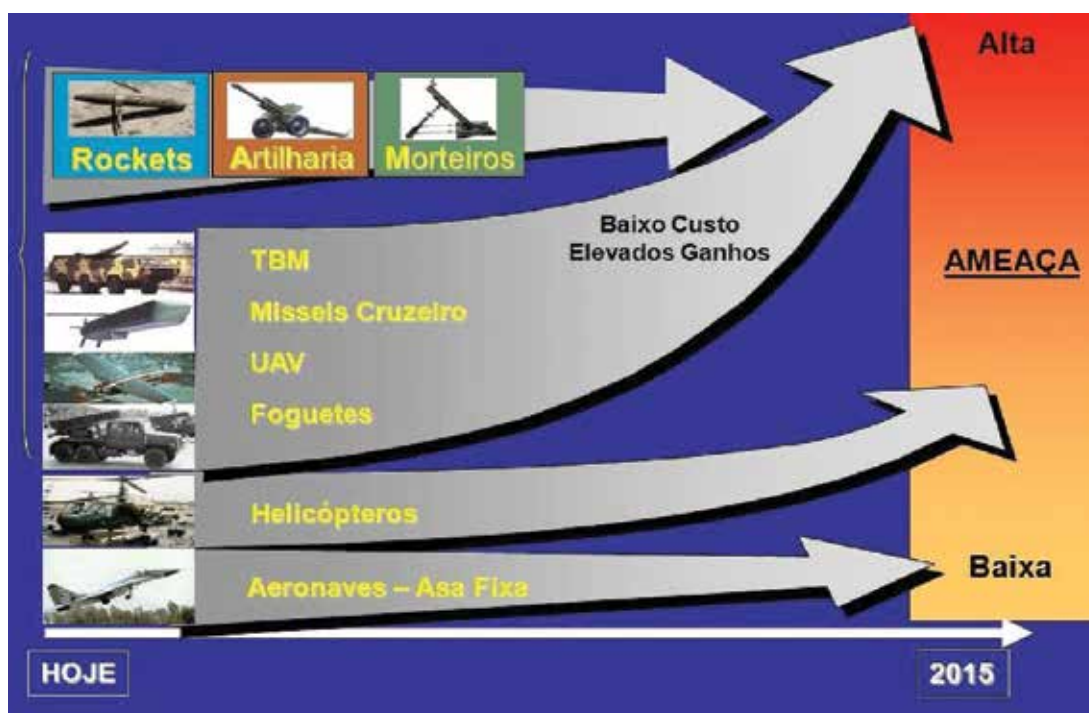 Alta
Rockets
Artilharia
Morteiros
Baixo Custo
Elevados Ganhos
AMEAÇA
TBM
Misseis Cruzeiro
UAV
Foguetes
Helicópteros
Baixa
Aeronaves – Asa Fixa
HOJE
2015